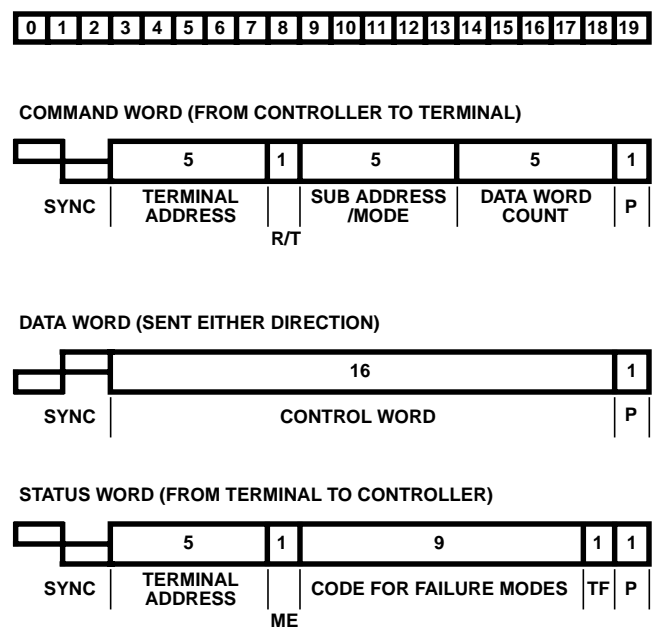 0 1 2 3 4 5 6 7 8 9 10 11 12 13 14 15 16 17 18 19
COMMAND WORD (FROM CONTROLLER TO TERMINAL)
5 1 5 5 1
SYNC TERMINAL ADDRESS R/T SUB ADDRESS /MODE DATA WORD COUNT P
DATA WORD (SENT EITHER DIRECTION)
16 1
SYNC CONTROL WORD P
STATUS WORD (FROM TERMINAL TO CONTROLLER)
5 1 9 1 1
SYNC TERMINAL ADDRESS ME CODE FOR FAILURE MODES TF P